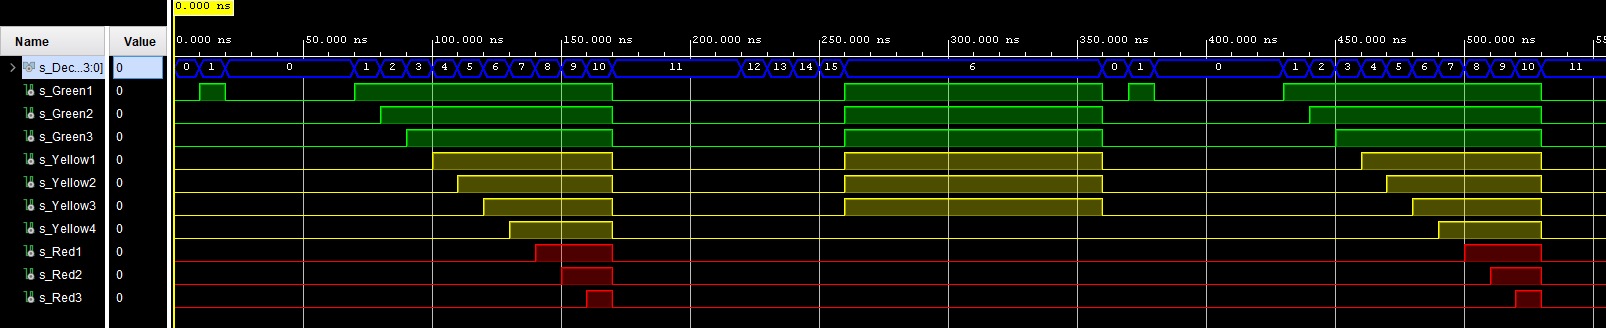 0.000 ns
0.000 ns 50.000 ns 100.000 ns 150.000 ns 200.000 ns 250.000 ns 300.000 ns 350.000 ns 400.000 ns 450.000 ns 500.000 ns 55
Name Value
s_Dec...3:0] 0 0 1 0 1 2 3 4 5 6 7 8 9 10 11 12 13 14 15 6 0 1 0 1 2 3 4 5 6 7 8 9 10 11
s_Green1 0
s_Green2 0
s_Green3 0
s_Yellow1 0
s_Yellow2 0
s_Yellow3 0
s_Yellow4 0
s_Red1 0
s_Red2 0
s_Red3 0